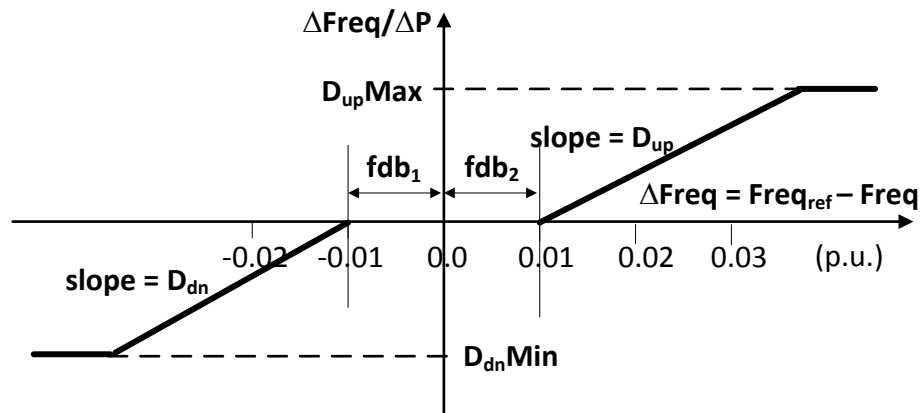 ΔFreq/ΔP
DupMax
slope = Dup
fdb1
fdb2
ΔFreq = Freqref – Freq
-0.02
-0.01
0.0
0.01
0.02
0.03
(p.u.)
slope = Ddn
DdnMin